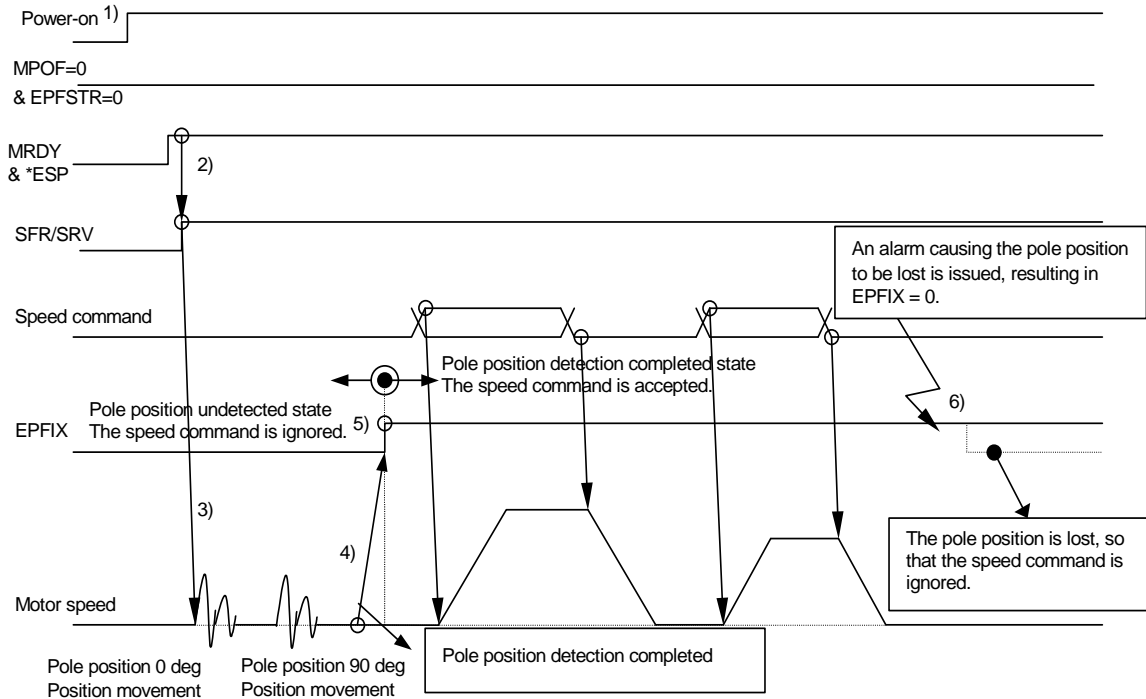 Power-on 1)
MPOF=0
& EPFSTR=0
MRDY
& *ESP
2)
SFR/SRV
An alarm causing the pole position
to be lost is issued, resulting in
EPFIX = 0.
Speed command
Pole position detection completed state
The speed command is accepted.
Pole position undetected state
The speed command is ignored.
5)
6)
EPFIX
3)
4)
The pole position is lost, so
that the speed command is
ignored.
Motor speed
Pole position detection completed
Pole position 0 deg
Position movement
Pole position 90 deg
Position movement